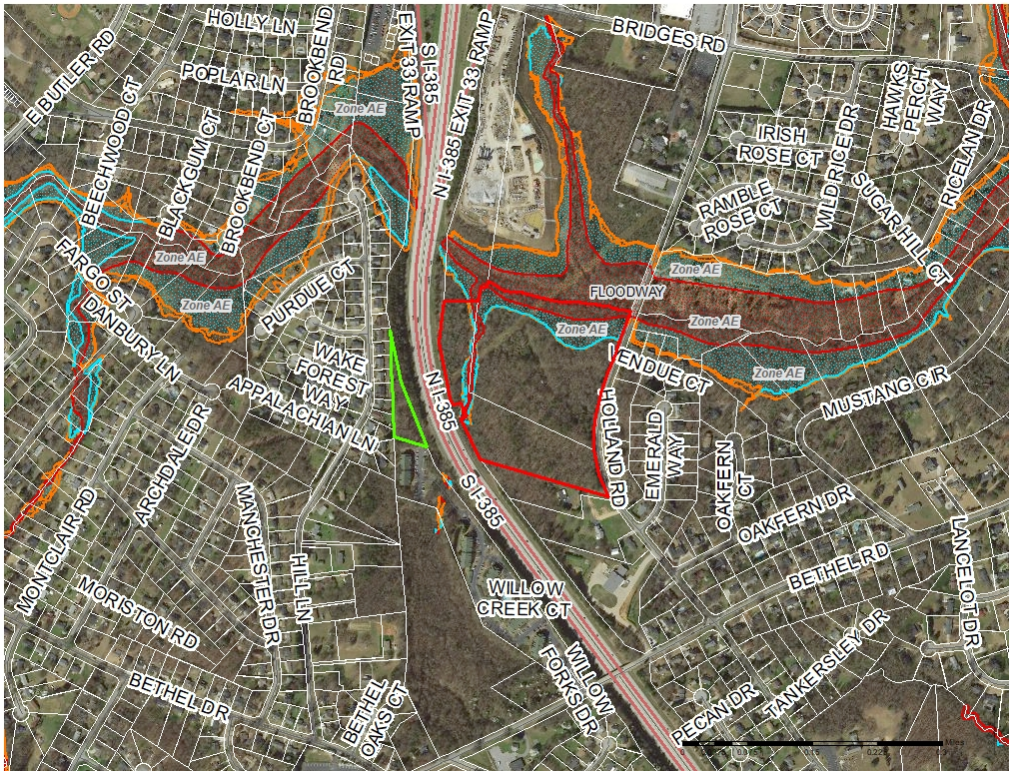 HOLLY LN
E BUTLER RD
POPLAR LN
BROOKBEND
RD
EXIT 33 RAMP
S I-385
N I-385 EXIT 33 RAMP
BRIDGES RD
HAWKS
PERCH
WAY
Zone AE
BEECHWOOD CT
BLACKGUM CT
BROOKBEND CT
IRISH
ROSE CT
WILD RICE DR
RICELAND DR
RAMBLE
ROSE CT
SUGAR HILL CT
Zone AE
Zone AE
FARGO ST
Zone AE
PURDUE CT
FLOODWAY
Zone AE
Zone AE
Zone AE
DANBURY LN
WAKE
FOREST
WAY
N I-385
VENDUE CT
MUSTANG CIR
APPALACHIAN LN
HOLLAND RD
EMERALD
WAY
ARCHDALE DR
OAKFERN
CT
S I-385
MONTCLAIR RD
MANCHESTER DR
HILL LN
OAKFERN DR
BETHEL RD
LANCELOT DR
MORISTON RD
WILLOW
CREEK CT
TANKERSLEY DR
BETHEL DR
BETHEL
OAKS CT
WILLOW
FORKS DR
PECAN DR
Miles